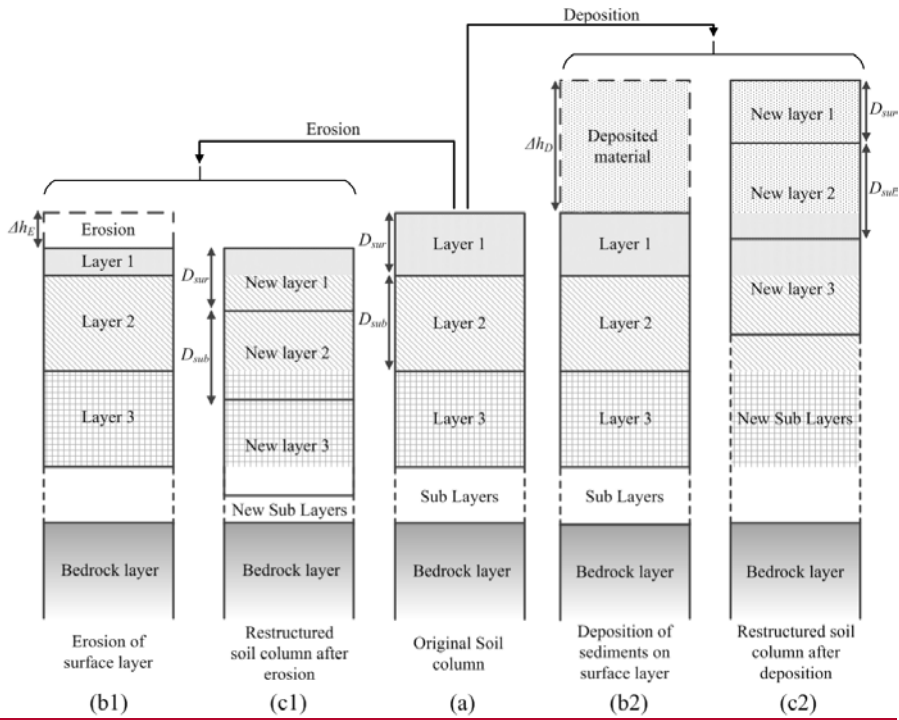 Deposition
Erosion
Δh_E
Erosion
Layer 1
Layer 2
Layer 3
Bedrock layer
Erosion of
surface layer
(b1)
D_sur
D_sub
New layer 1
New layer 2
New layer 3
New Sub Layers
Bedrock layer
Restructured
soil column after
erosion
(c1)
D_sur
D_sub
Layer 1
Layer 2
Layer 3
Sub Layers
Bedrock layer
Original Soil
column
(a)
Δh_D
Deposited
material
Layer 1
Layer 2
Layer 3
Sub Layers
Bedrock layer
Deposition of
sediments on
surface layer
(b2)
New layer 1
New layer 2
New layer 3
New Sub Layers
Bedrock layer
D_sur
Restructured soil
column after
deposition
(c2)